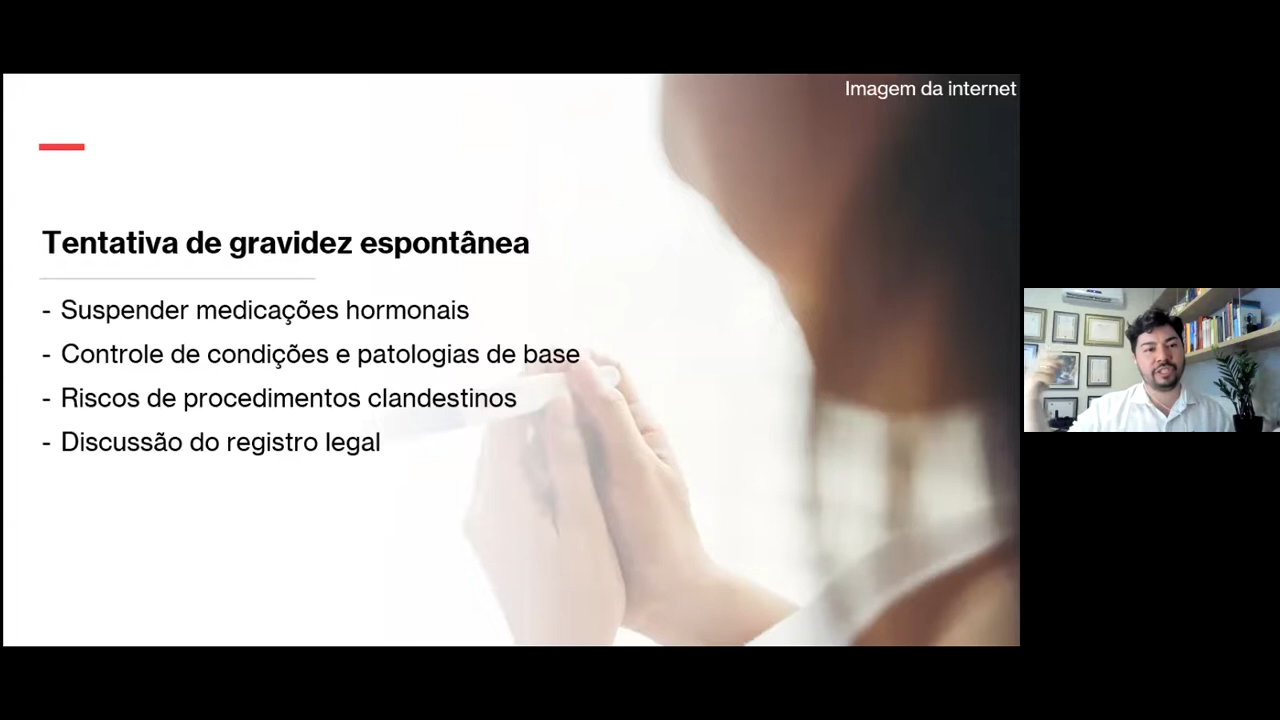 Imagem da internet
Tentativa de gravidez espontânea
- Suspender medicações hormonais
- Controle de condições e patologias de base
- Riscos de procedimentos clandestinos
- Discussão do registro legal